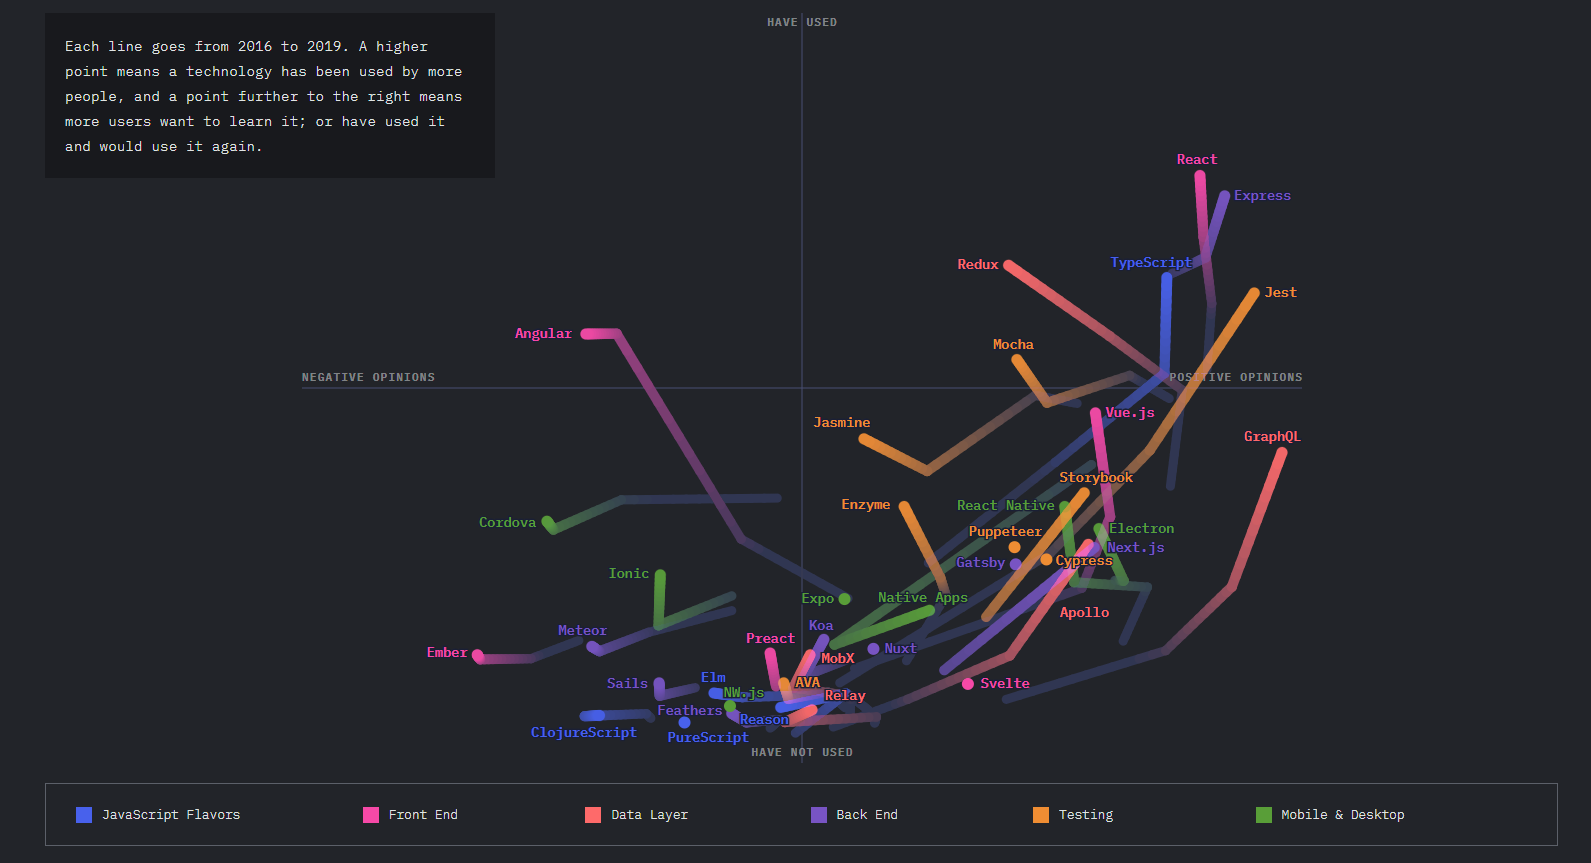 HAVE USED
Each line goes from 2016 to 2019. A higher
point means a technology has been used by more
people, and a point further to the right means
more users want to learn it; or have used it
and would use it again.
React
Express
TypeScript
Redux
Jest
Angular
Mocha
NEGATIVE OPINIONS
POSITIVE OPINIONS
Vue.js
Jasmine
GraphQL
Storybook
Enzyme
React Native
Cordova
Electron
Puppeteer
Next.js
Gatsby
Cypress
Ionic
Expo
Native Apps
Apollo
Koa
Meteor
Preact
Nuxt
Ember
MobX
Elm
Sails
AVA
Svelte
NW.js
Relay
Feathers
Reason
ClojureScript
PureScript
HAVE NOT USED
JavaScript Flavors
Front End
Data Layer
Back End
Testing
Mobile & Desktop